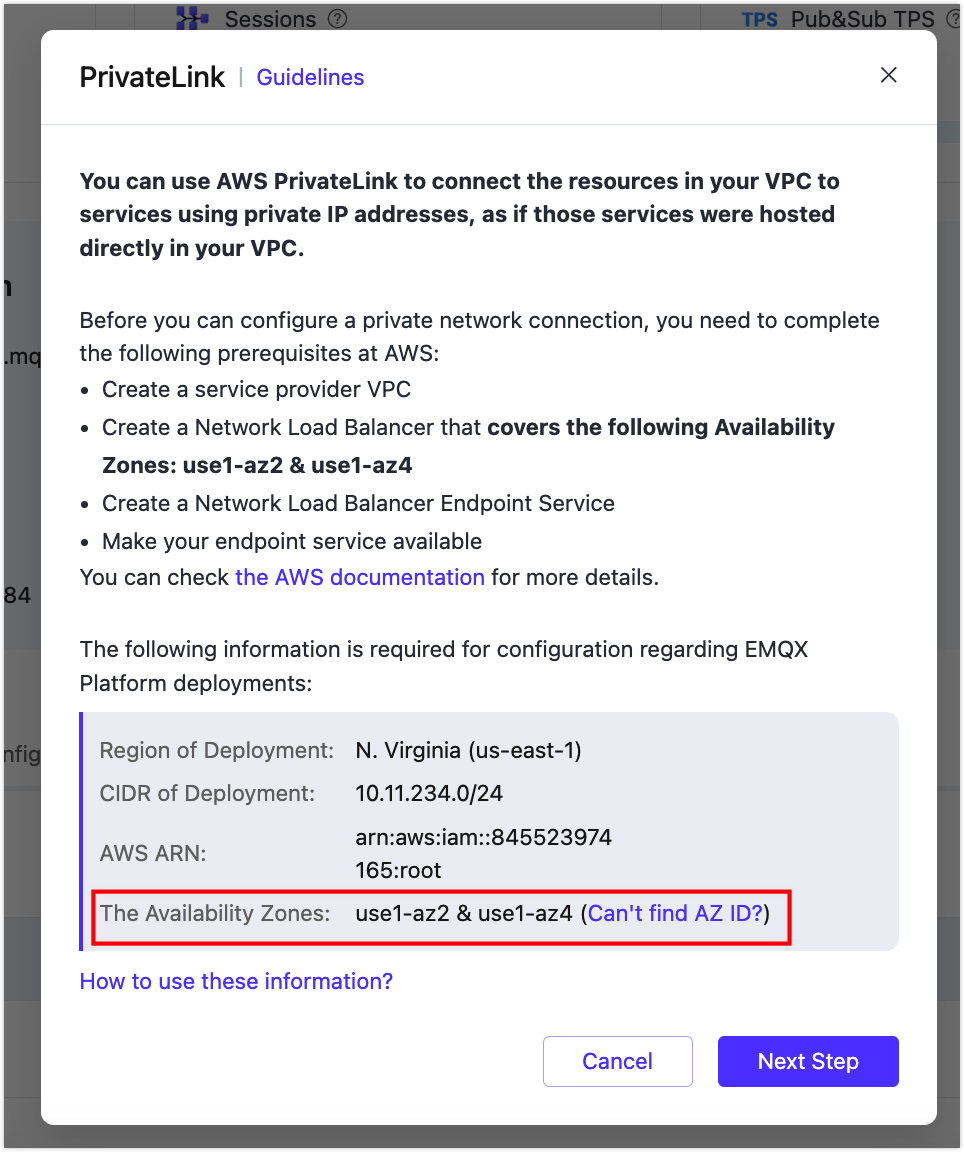 Sessions ?
TPS Pub&Sub TPS ?
PrivateLink | Guidelines
You can use AWS PrivateLink to connect the resources in your VPC to
services using private IP addresses, as if those services were hosted
directly in your VPC.
n
.mq
Before you can configure a private network connection, you need to complete
the following prerequisites at AWS:
• Create a service provider VPC
• Create a Network Load Balancer that covers the following Availability
Zones: use1-az2 & use1-az4
• Create a Network Load Balancer Endpoint Service
• Make your endpoint service available
You can check the AWS documentation for more details.
84
The following information is required for configuration regarding EMQX
Platform deployments:
nfig
Region of Deployment: N. Virginia (us-east-1)
CIDR of Deployment: 10.11.234.0/24
AWS ARN: arn:aws:iam::845523974
165:root
The Availability Zones: use1-az2 & use1-az4 (Can't find AZ ID?)
How to use these information?
Cancel
Next Step